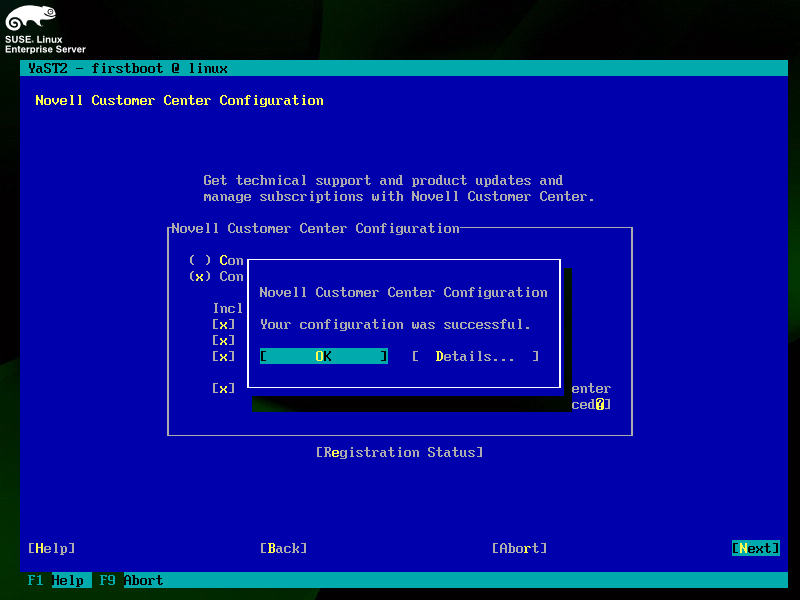 SUSE. Linux
Enterprise Server
YaST2 - firstboot @ linux
Novell Customer Center Configuration
Get technical support and product updates and
manage subscriptions with Novell Customer Center.
Novell Customer Center Configuration
( ) Con
(x) Con
Incl
[x]
[x]
[x]
[x] enter
ced?]
Novell Customer Center Configuration
Your configuration was successful.
[ OK ] [ Details... ]
[Registration Status]
[Help] [Back] [Abort] [Next]
F1 Help F9 Abort